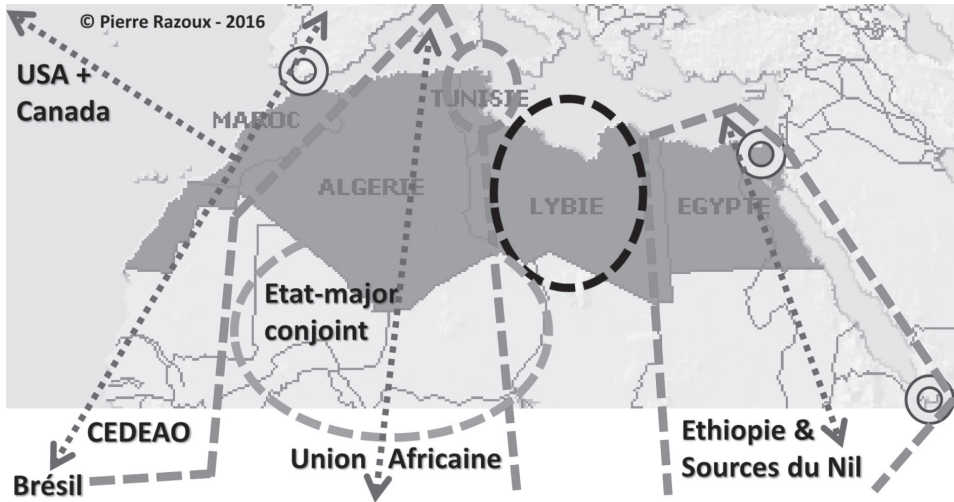 © Pierre Razoux - 2016
USA +
Canada
MAROC
TUNISIE
ALGERIE
LYBIE
EGYPTE
Etat-major
conjoint
CEDEAO
Brésil
Union Africaine
Ethiopie &
Sources du Nil